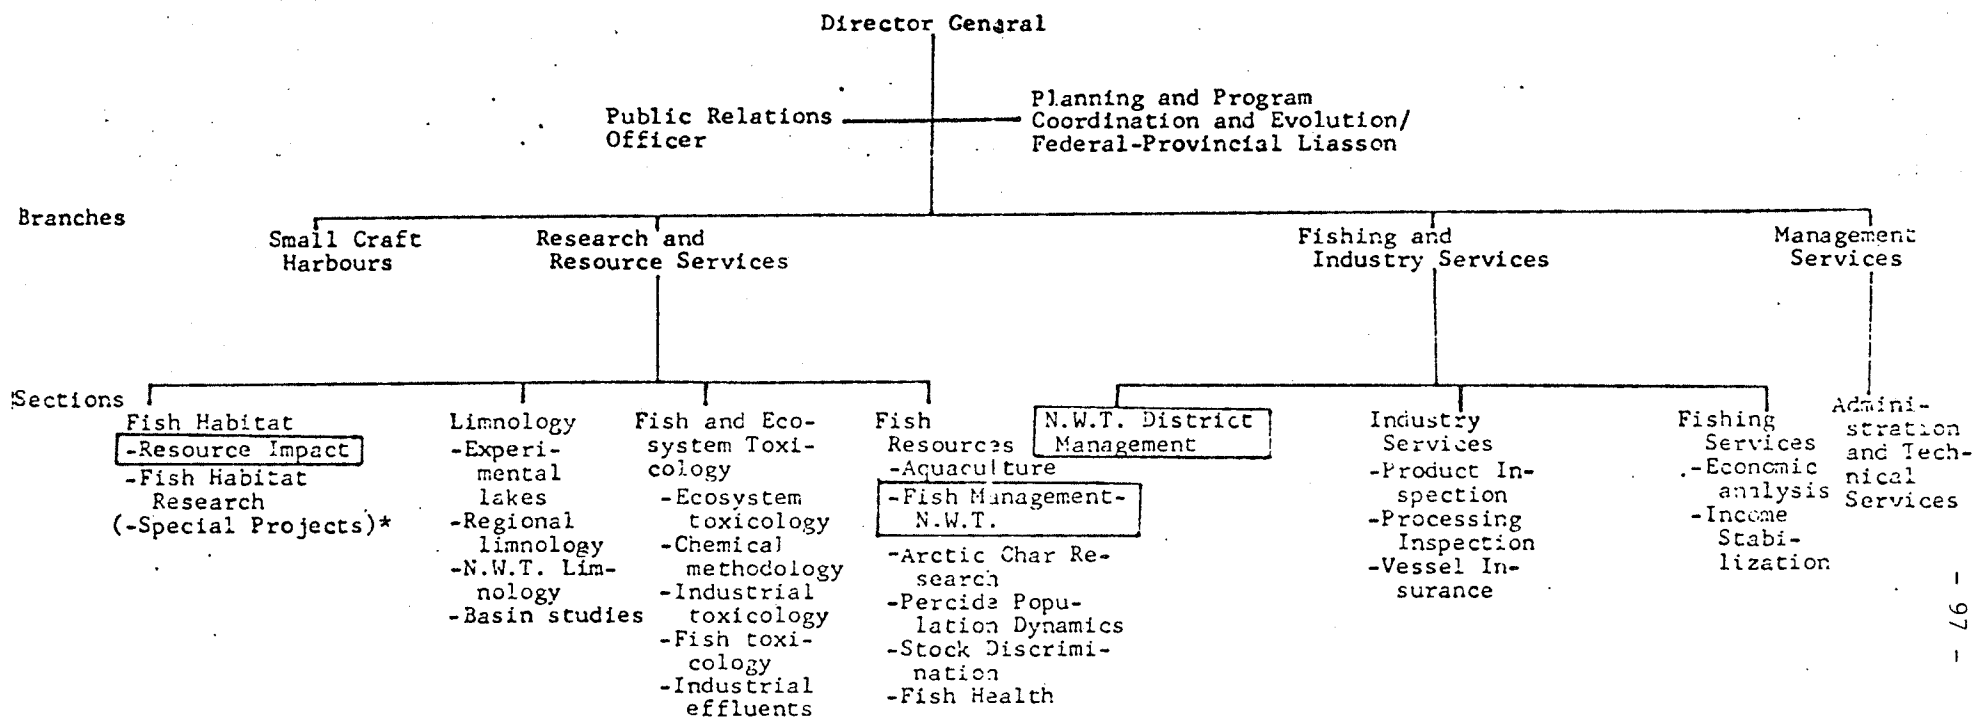 Director General
Public Relations
Officer
Planning and Program
Coordination and Evolution/
Federal-Provincial Liasson
Branches
Small Craft
Harbours
Research and
Resource Services
Fishing and
Industry Services
Management
Services
Sections
Fish Habitat
-Resource Impact
-Fish Habitat
Research
(-Special Projects)*
Limnology
-Experi-
mental
lakes
-Regional
limnology
-N.W.T. Lim-
nology
-Basin studies
Fish and Eco-
system Toxi-
cology
-Ecosystem
toxicology
-Chemical
methodology
-Industrial
toxicology
-Fish toxi-
cology
-Industrial
effluents
Fish
Resources
-Aquaculture
-Fish Management-
N.W.T.
-Arctic Char Re-
search
-Percide Popu-
lation Dynamics
-Stock Discrimi-
nation
-Fish Health
N.W.T. District
Management
Industry
Services
-Product In-
spection
-Processing
Inspection
-Vessel In-
surance
Fishing
Services
-Economic
analysis
-Income
Stabi-
lization
Admini-
stration
and Tech-
nical
Services
- 97 -